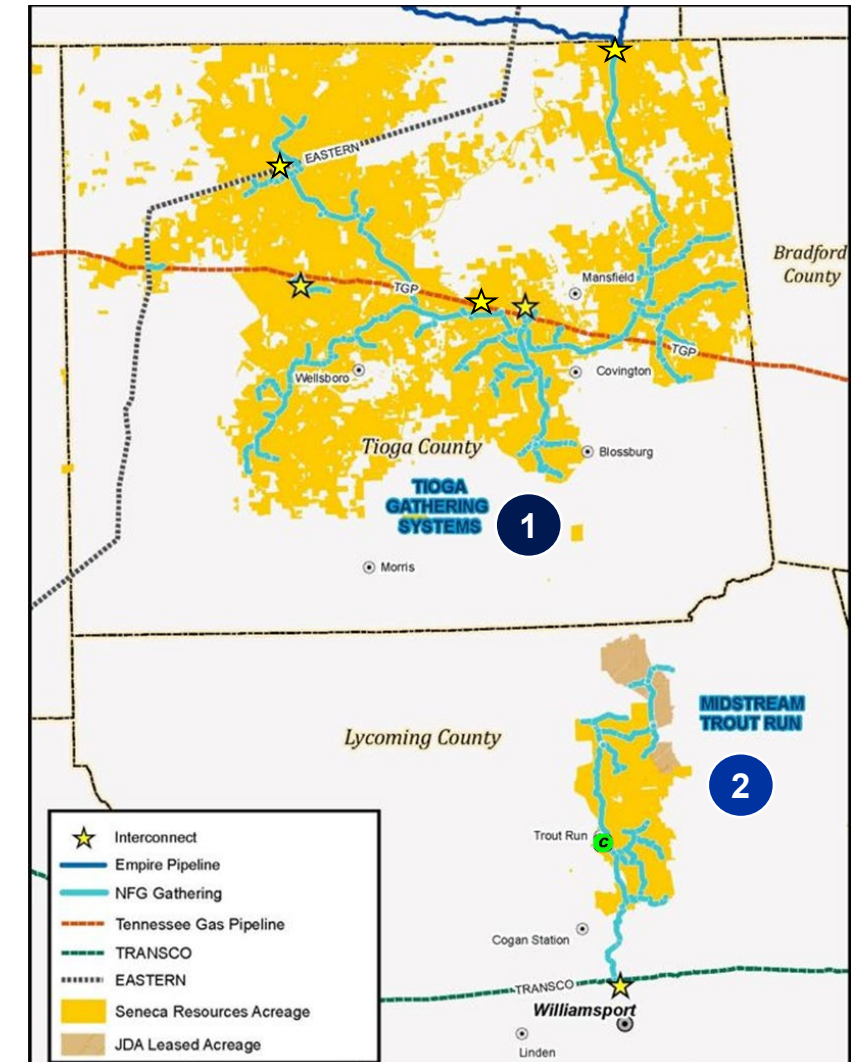 EASTERN
Bradford
County
Mansfield
TGP
TGP
Wellsboro
Covington
Tioga County
Blossburg
TIOGA
GATHERING
SYSTEMS
1
Morris
MIDSTREAM
TROUT RUN
Lycoming County
2
Trout Run
C
Cogan Station
TRANSCO
Williamsport
Linden
Interconnect
Empire Pipeline
NFG Gathering
Tennessee Gas Pipeline
TRANSCO
EASTERN
Seneca Resources Acreage
JDA Leased Acreage